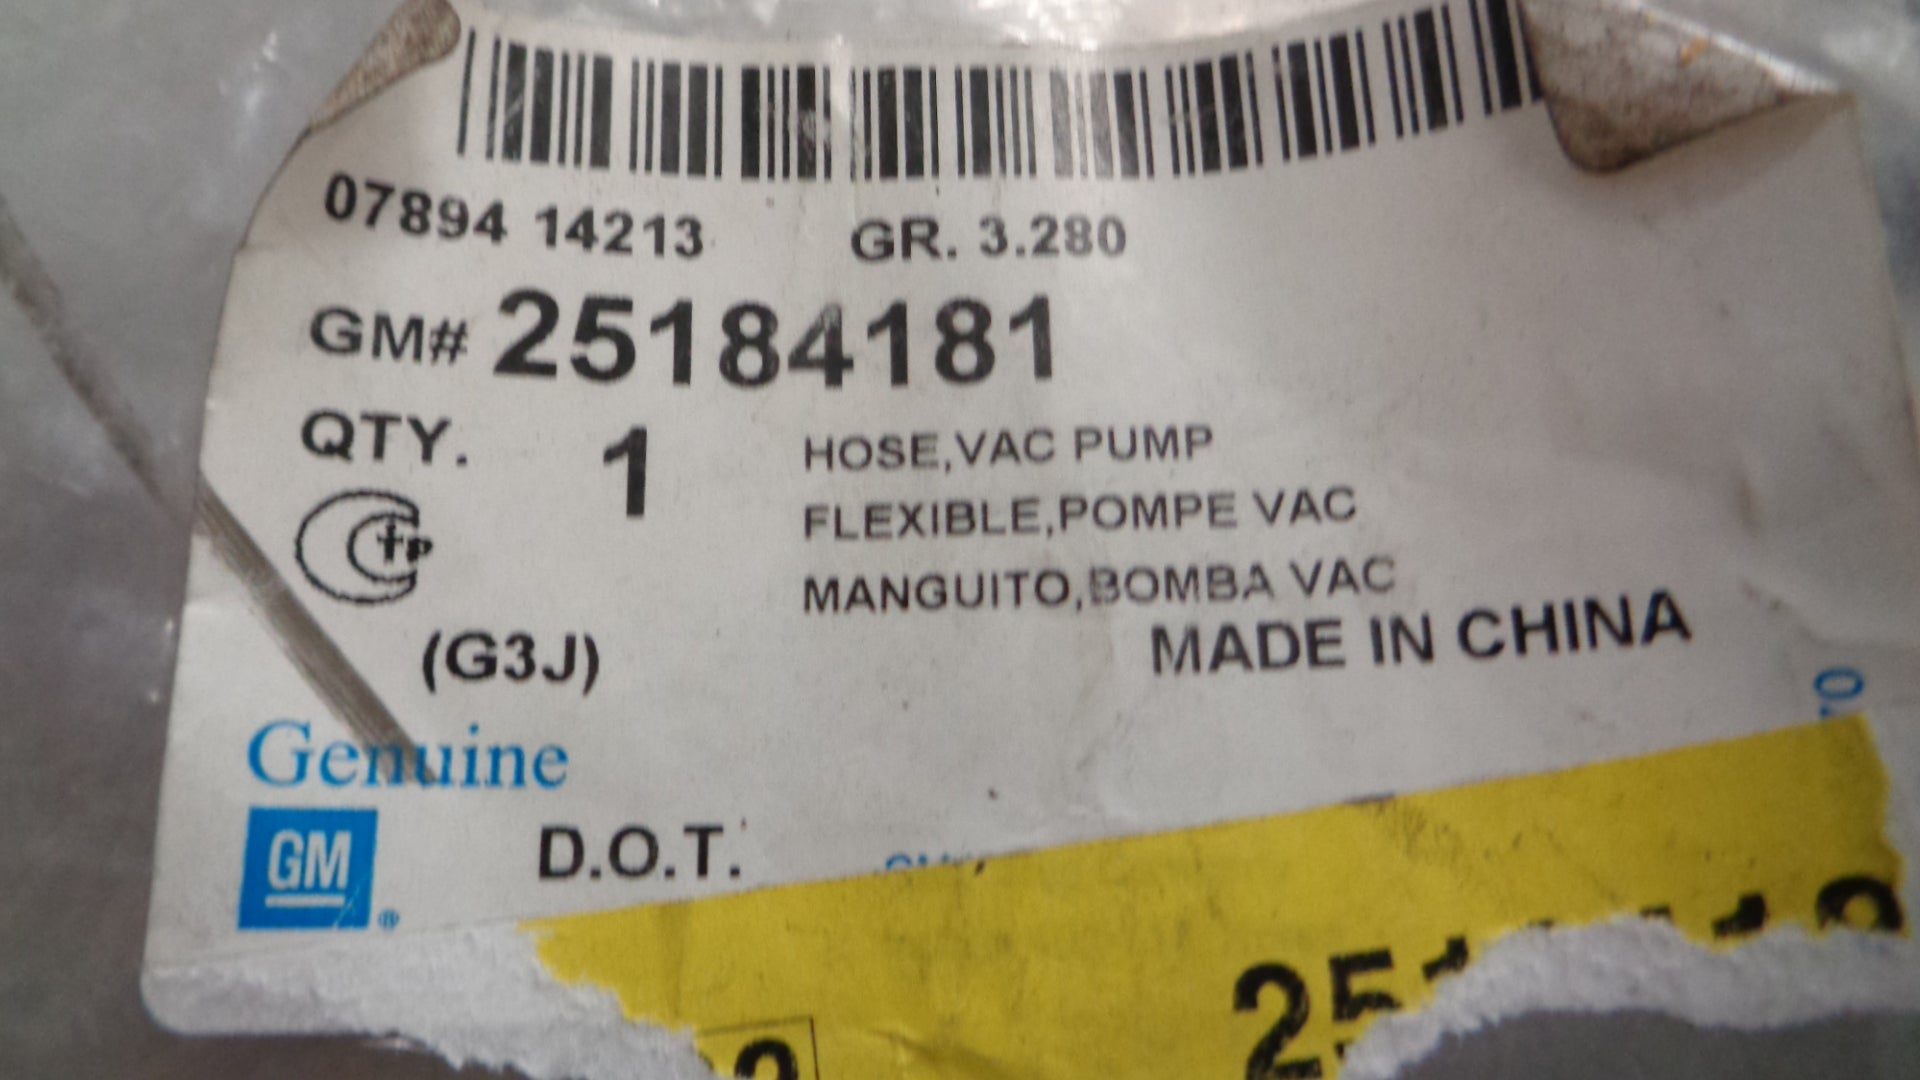 07894 14213 GR. 3.280
GM# 25184181
QTY. 1
HOSE,VAC PUMP
FLEXIBLE,POMPE VAC
MANGUITO,BOMBA VAC
MADE IN CHINA
(G3J)
Genuine
GM ®
D.O.T.